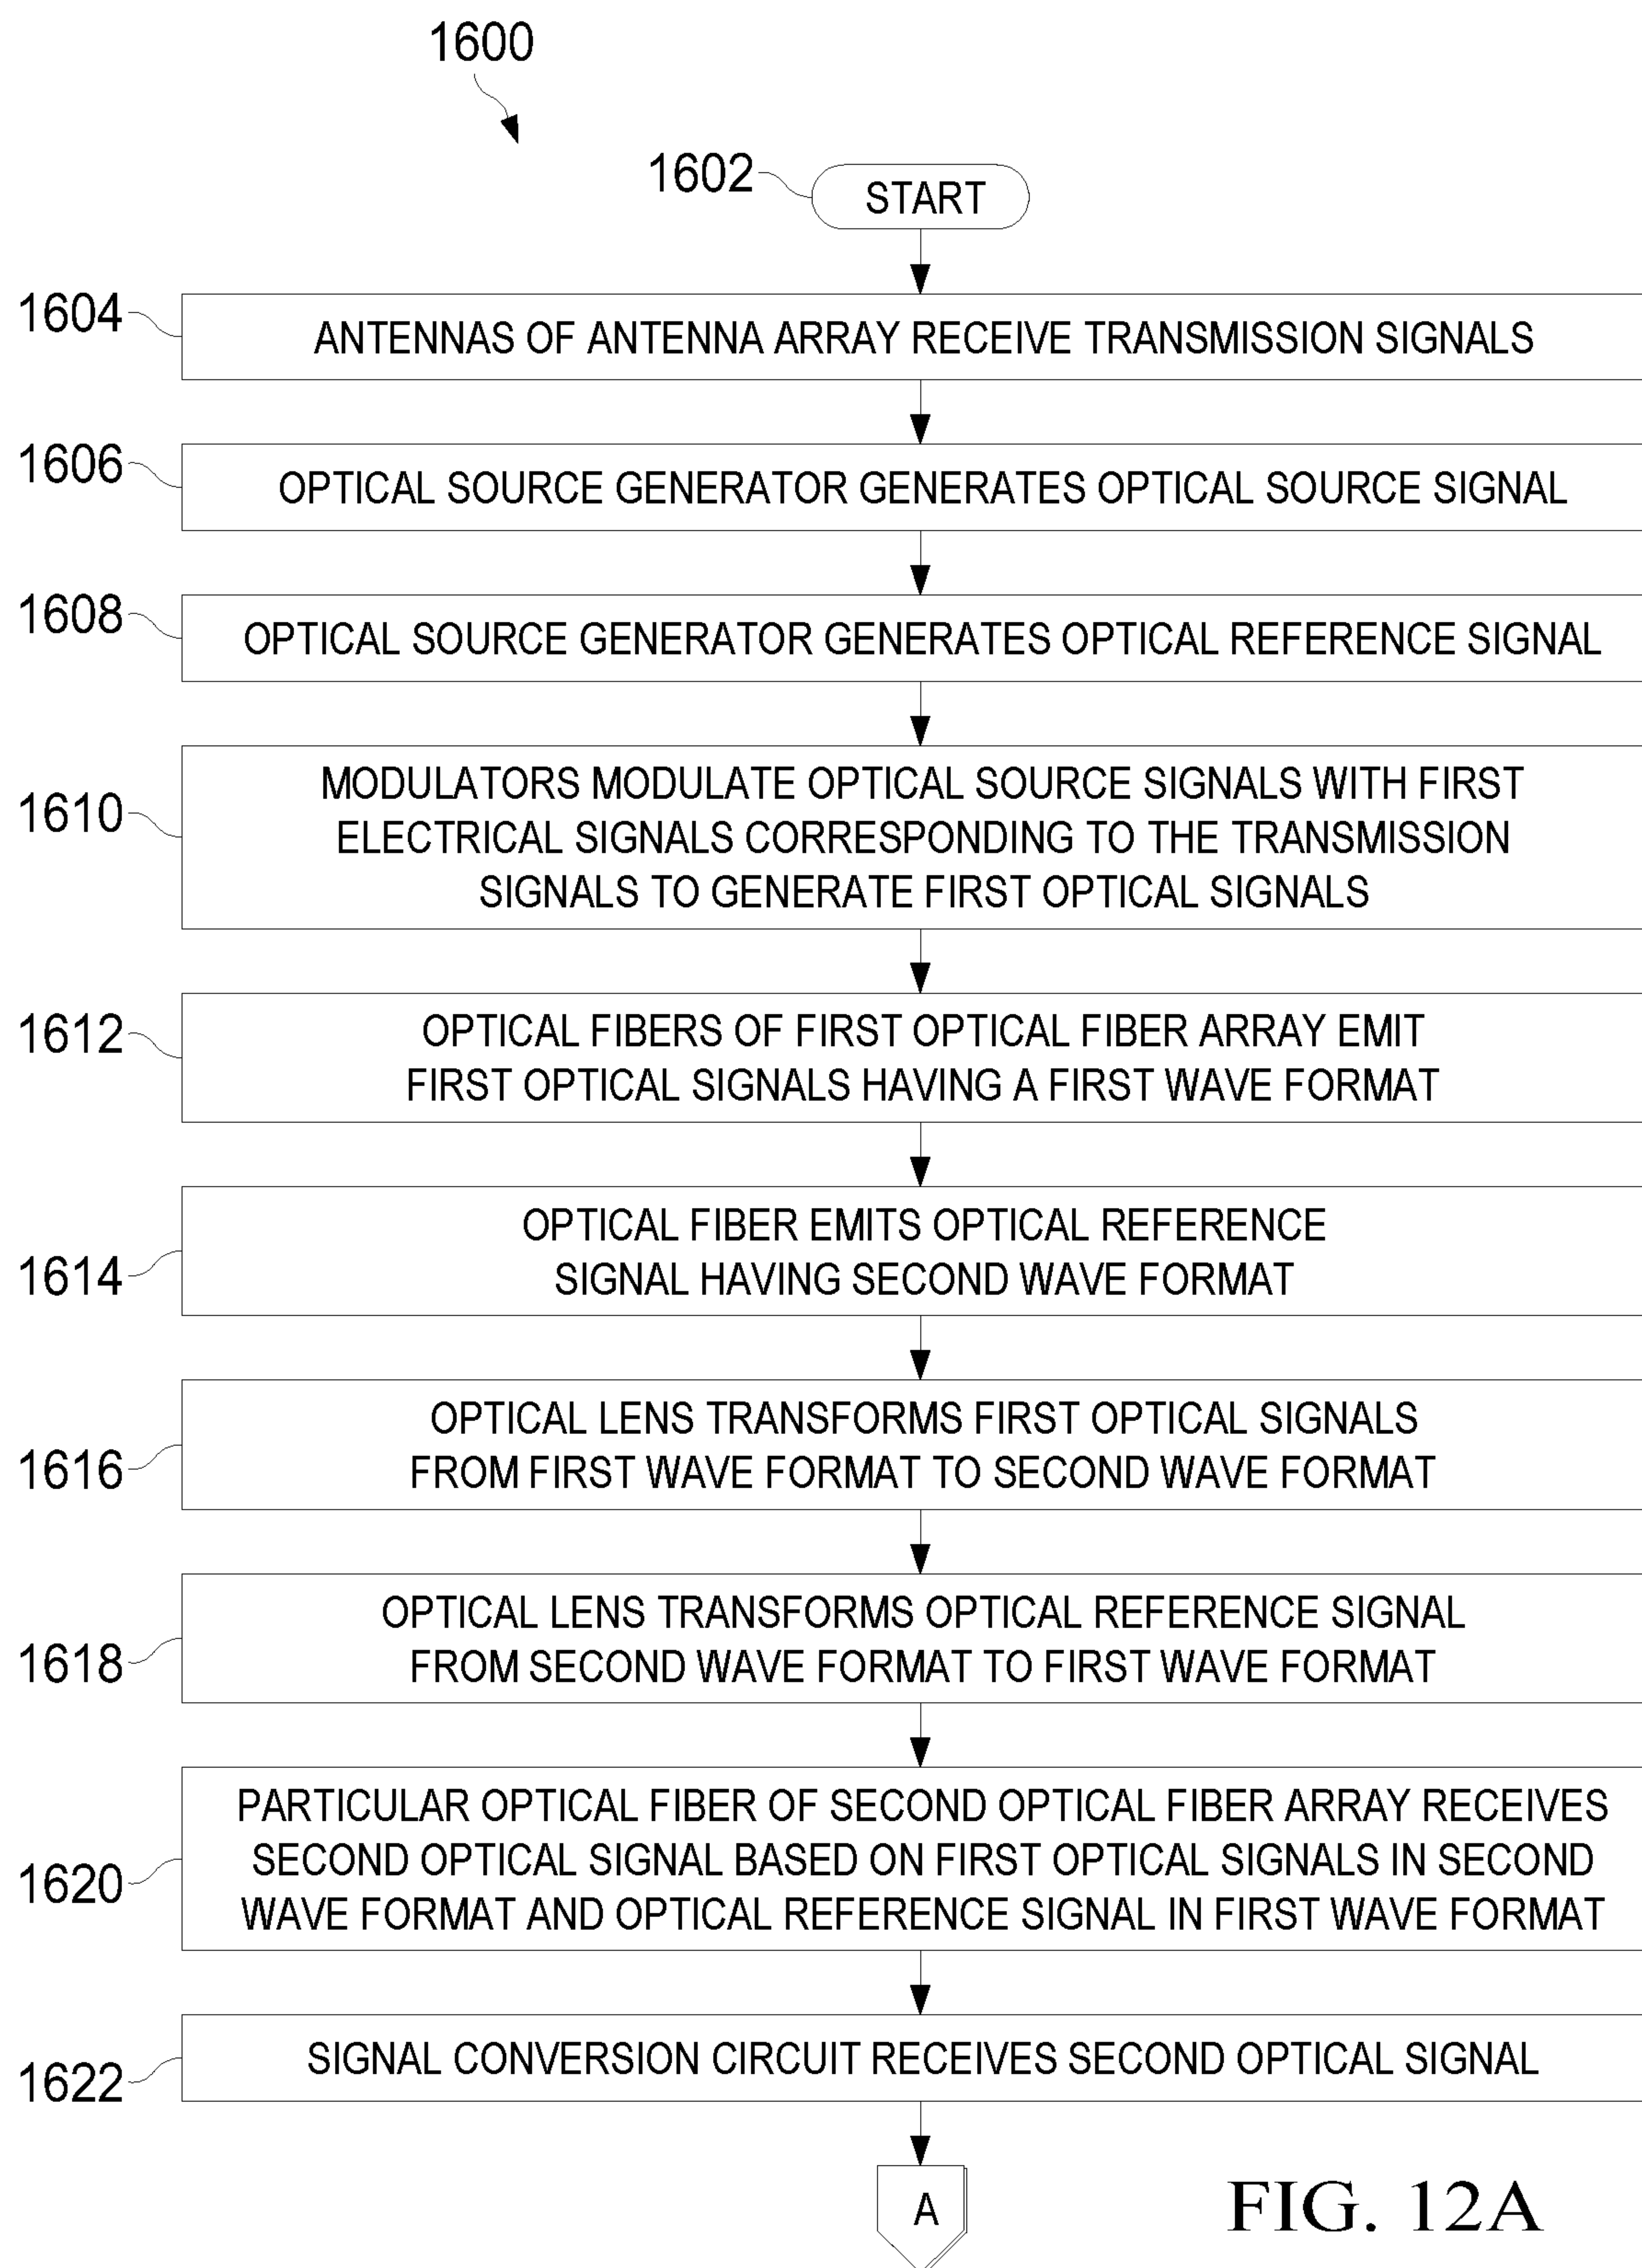 1600
1602
START
1604
ANTENNAS OF ANTENNA ARRAY RECEIVE TRANSMISSION SIGNALS
1606
OPTICAL SOURCE GENERATOR GENERATES OPTICAL SOURCE SIGNAL
1608
OPTICAL SOURCE GENERATOR GENERATES OPTICAL REFERENCE SIGNAL
1610
MODULATORS MODULATE OPTICAL SOURCE SIGNALS WITH FIRST
ELECTRICAL SIGNALS CORRESPONDING TO THE TRANSMISSION
SIGNALS TO GENERATE FIRST OPTICAL SIGNALS
1612
OPTICAL FIBERS OF FIRST OPTICAL FIBER ARRAY EMIT
FIRST OPTICAL SIGNALS HAVING A FIRST WAVE FORMAT
1614
OPTICAL FIBER EMITS OPTICAL REFERENCE
SIGNAL HAVING SECOND WAVE FORMAT
1616
OPTICAL LENS TRANSFORMS FIRST OPTICAL SIGNALS
FROM FIRST WAVE FORMAT TO SECOND WAVE FORMAT
1618
OPTICAL LENS TRANSFORMS OPTICAL REFERENCE SIGNAL
FROM SECOND WAVE FORMAT TO FIRST WAVE FORMAT
1620
PARTICULAR OPTICAL FIBER OF SECOND OPTICAL FIBER ARRAY RECEIVES
SECOND OPTICAL SIGNAL BASED ON FIRST OPTICAL SIGNALS IN SECOND
WAVE FORMAT AND OPTICAL REFERENCE SIGNAL IN FIRST WAVE FORMAT
1622
SIGNAL CONVERSION CIRCUIT RECEIVES SECOND OPTICAL SIGNAL
A
FIG. 12A